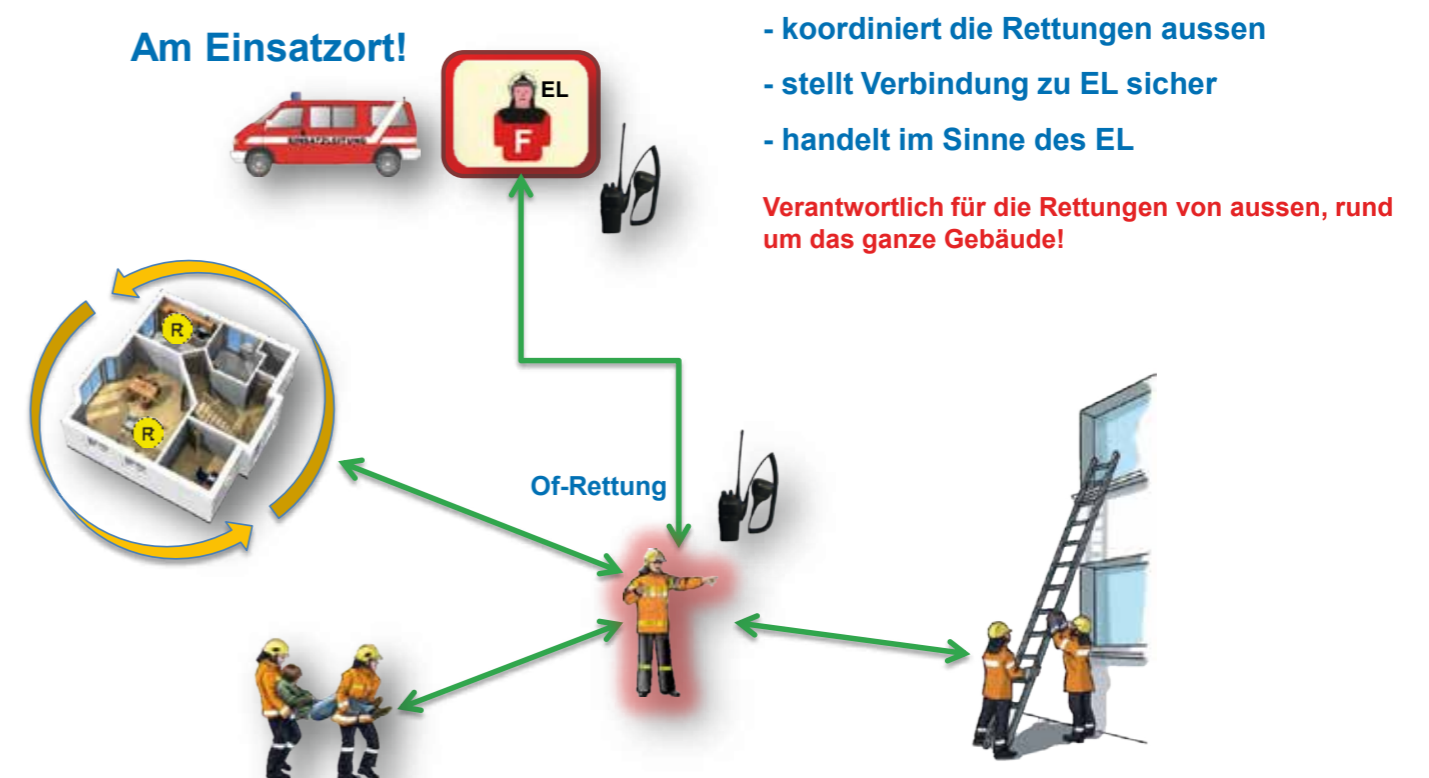 Am Einsatzort!
EL
F
EINSATZLEITUNG
- koordiniert die Rettungen aussen
- stellt Verbindung zu EL sicher
- handelt im Sinne des EL
Verantwortlich für die Rettungen von aussen, rund
um das ganze Gebäude!
R
R
Of-Rettung